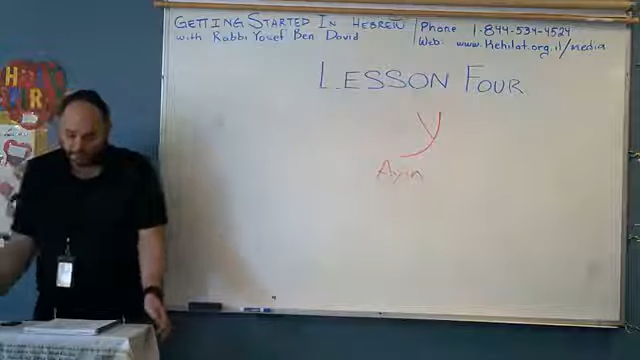 GETTING STARTED IN HEBREW
with Rabbi Yosef Ben David
Phone 1-844-534-4524
Web: www.Kehilat.org.il/media
LESSON FOUR
ע
Ayin